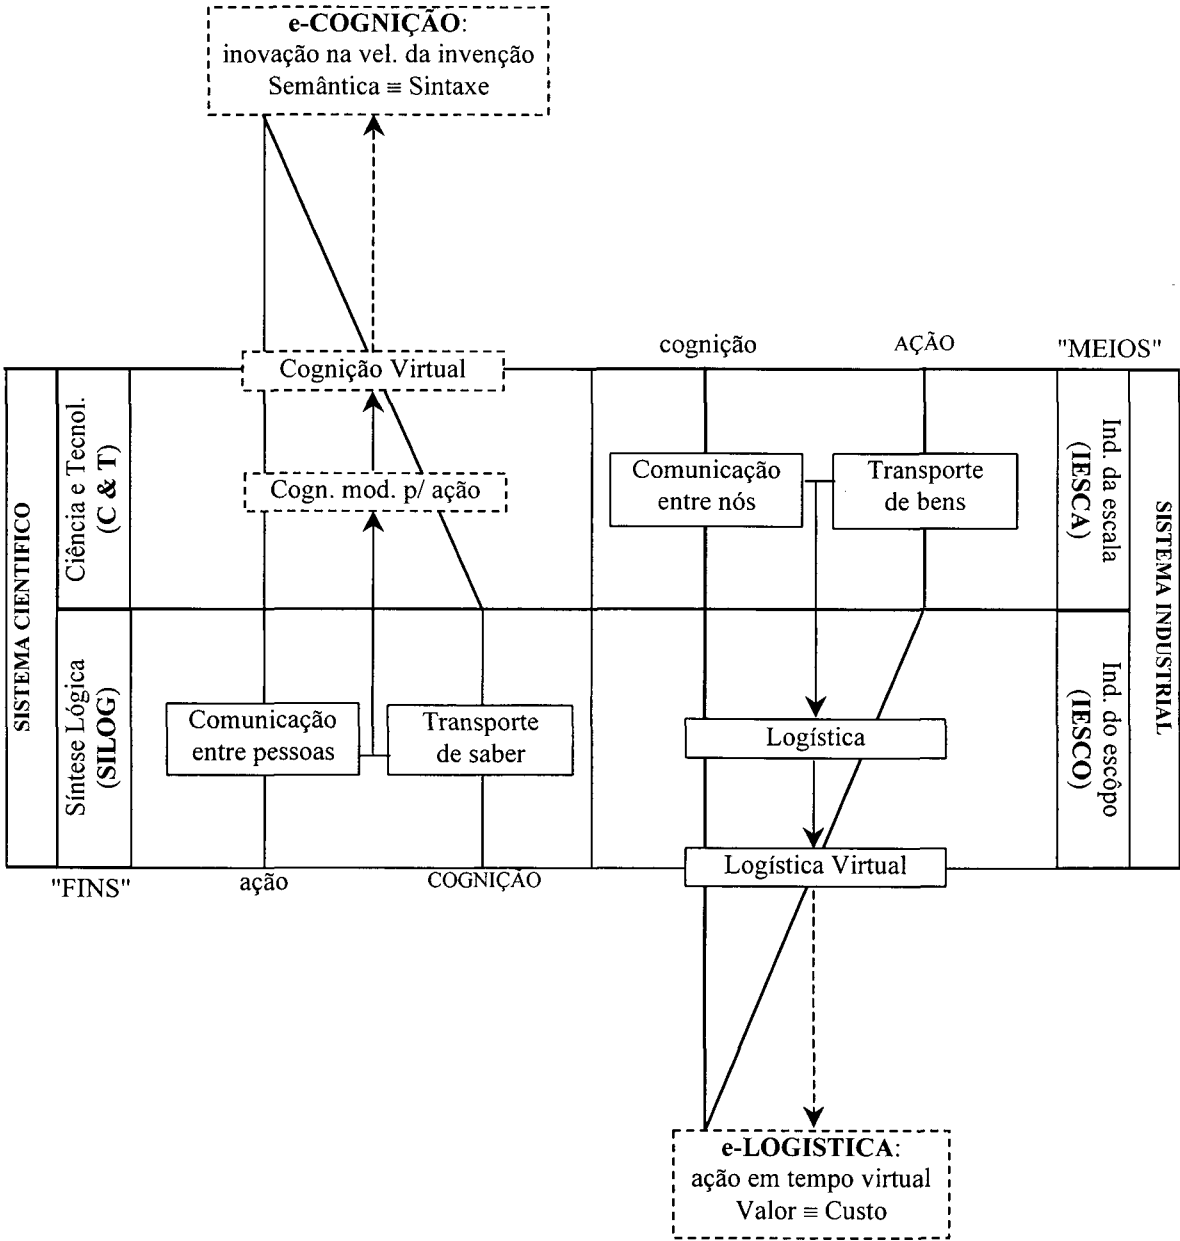 e-COGNIÇÃO:
inovação na vel. da invenção
Semântica ≡ Sintaxe
cognição
AÇÃO
"MEIOS"
Cognição Virtual
Cogn. mod. p/ ação
Comunicação
entre nós
Transporte
de bens
SISTEMA CIENTIFICO
Ciência e Tecnol.
(C & T)
Síntese Lógica
(SILOG)
Ind. da escala
(IESCA)
Ind. do escôpo
(IESCO)
SISTEMA INDUSTRIAL
Comunicação
entre pessoas
Transporte
de saber
Logística
Logística Virtual
"FINS"
ação
COGNIÇÃO
e-LOGISTICA:
ação em tempo virtual
Valor ≡ Custo